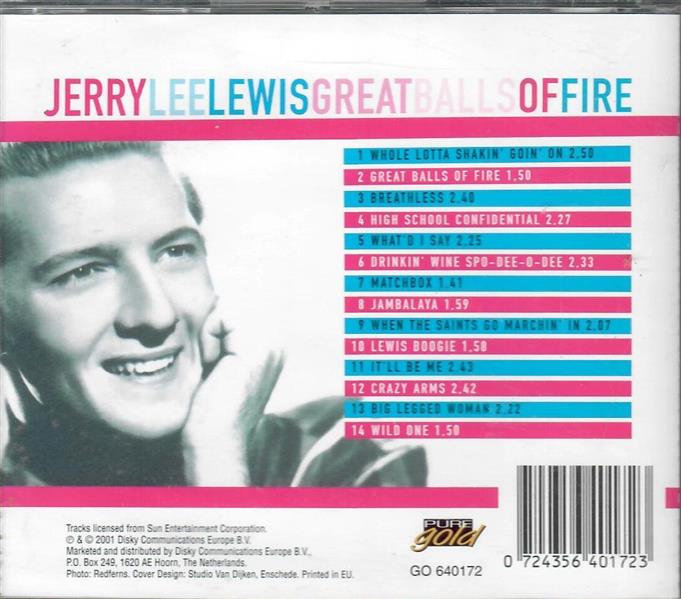 JERRYLEELEWISGREATBALLSOFFIRE
1 WHOLE LOTTA SHAKIN' GOIN' ON 2.50
2 GREAT BALLS OF FIRE 1.50
3 BREATHLESS 2.40
4 HIGH SCHOOL CONFIDENTIAL 2.27
5 WHAT'D I SAY 2.25
6 DRINKIN' WINE SPO-DEE-O-DEE 2.33
7 MATCHBOX 1.41
8 JAMBALAYA 1.59
9 WHEN THE SAINTS GO MARCHIN' IN 2.07
10 LEWIS BOOGIE 1.58
11 IT'LL BE ME 2.43
12 CRAZY ARMS 2.42
13 BIG LEGGED WOMAN 2.22
14 WILD ONE 1.50
Tracks licensed from Sun Entertainment Corporation.
℗ & © 2001 Disky Communications Europe B.V.
Marketed and distributed by Disky Communications Europe B.V.,
P.O. Box 249, 1620 AE Hoorn, The Netherlands.
Photo: Redferns. Cover Design: Studio Van Dijken, Enschede. Printed in EU.
PURE
gold
GO 640172
0 724356 401723